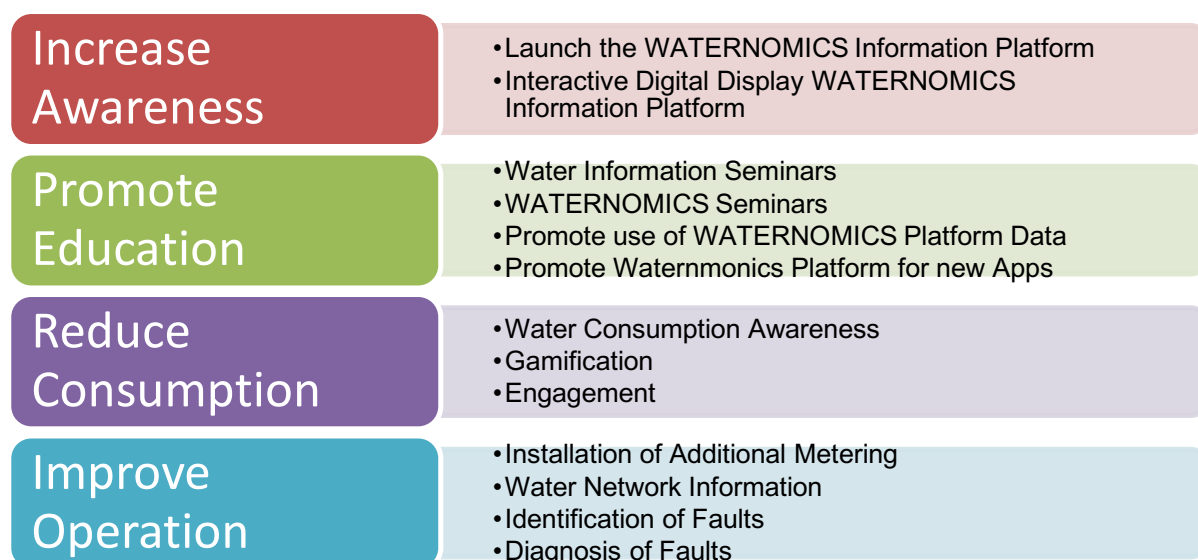 Increase
Awareness
•Launch the WATERNOMICS Information Platform
•Interactive Digital Display WATERNOMICS
Information Platform
Promote
Education
•Water Information Seminars
•WATERNOMICS Seminars
•Promote use of WATERNOMICS Platform Data
•Promote Waternmonics Platform for new Apps
Reduce
Consumption
•Water Consumption Awareness
•Gamification
•Engagement
Improve
Operation
•Installation of Additional Metering
•Water Network Information
•Identification of Faults
•Diagnosis of Faults